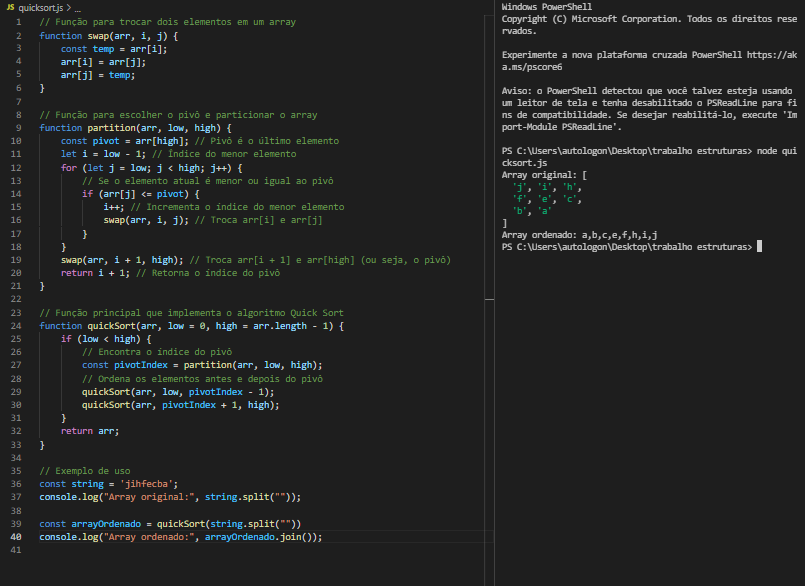 JS quicksort.js > ...
1 // Função para trocar dois elementos em um array
2 function swap(arr, i, j) {
3 const temp = arr[i];
4 arr[i] = arr[j];
5 arr[j] = temp;
6 }
7
8 // Função para escolher o pivô e particionar o array
9 function partition(arr, low, high) {
10 const pivot = arr[high]; // Pivô é o último elemento
11 let i = low - 1; // Índice do menor elemento
12 for (let j = low; j < high; j++) {
13 // Se o elemento atual é menor ou igual ao pivô
14 if (arr[j] <= pivot) {
15 i++; // Incrementa o índice do menor elemento
16 swap(arr, i, j); // Troca arr[i] e arr[j]
17 }
18 }
19 swap(arr, i + 1, high); // Troca arr[i + 1] e arr[high] (ou seja, o pivô)
20 return i + 1; // Retorna o índice do pivô
21 }
22
23 // Função principal que implementa o algoritmo Quick Sort
24 function quickSort(arr, low = 0, high = arr.length - 1) {
25 if (low < high) {
26 // Encontra o índice do pivô
27 const pivotIndex = partition(arr, low, high);
28 // Ordena os elementos antes e depois do pivô
29 quickSort(arr, low, pivotIndex - 1);
30 quickSort(arr, pivotIndex + 1, high);
31 }
32 return arr;
33 }
34
35 // Exemplo de uso
36 const string = 'jihfecba';
37 console.log("Array original:", string.split(""));
38
39 const arrayOrdenado = quickSort(string.split(""))
40 console.log("Array ordenado:", arrayOrdenado.join());
41
Windows PowerShell
Copyright (C) Microsoft Corporation. Todos os direitos rese
rvados.
Experimente a nova plataforma cruzada PowerShell https://ak
a.ms/pscore6
Aviso: o PowerShell detectou que você talvez esteja usando
um leitor de tela e tenha desabilitado o PSReadLine para fi
ns de compatibilidade. Se desejar reabilitá-lo, execute 'Im
port-Module PSReadLine'.
PS C:\Users\autologon\Desktop\trabalho estruturas> node qui
cksort.js
Array original: [
'j', 'i', 'h',
'f', 'e', 'c',
'b', 'a'
]
Array ordenado: a,b,c,e,f,h,i,j
PS C:\Users\autologon\Desktop\trabalho estruturas>